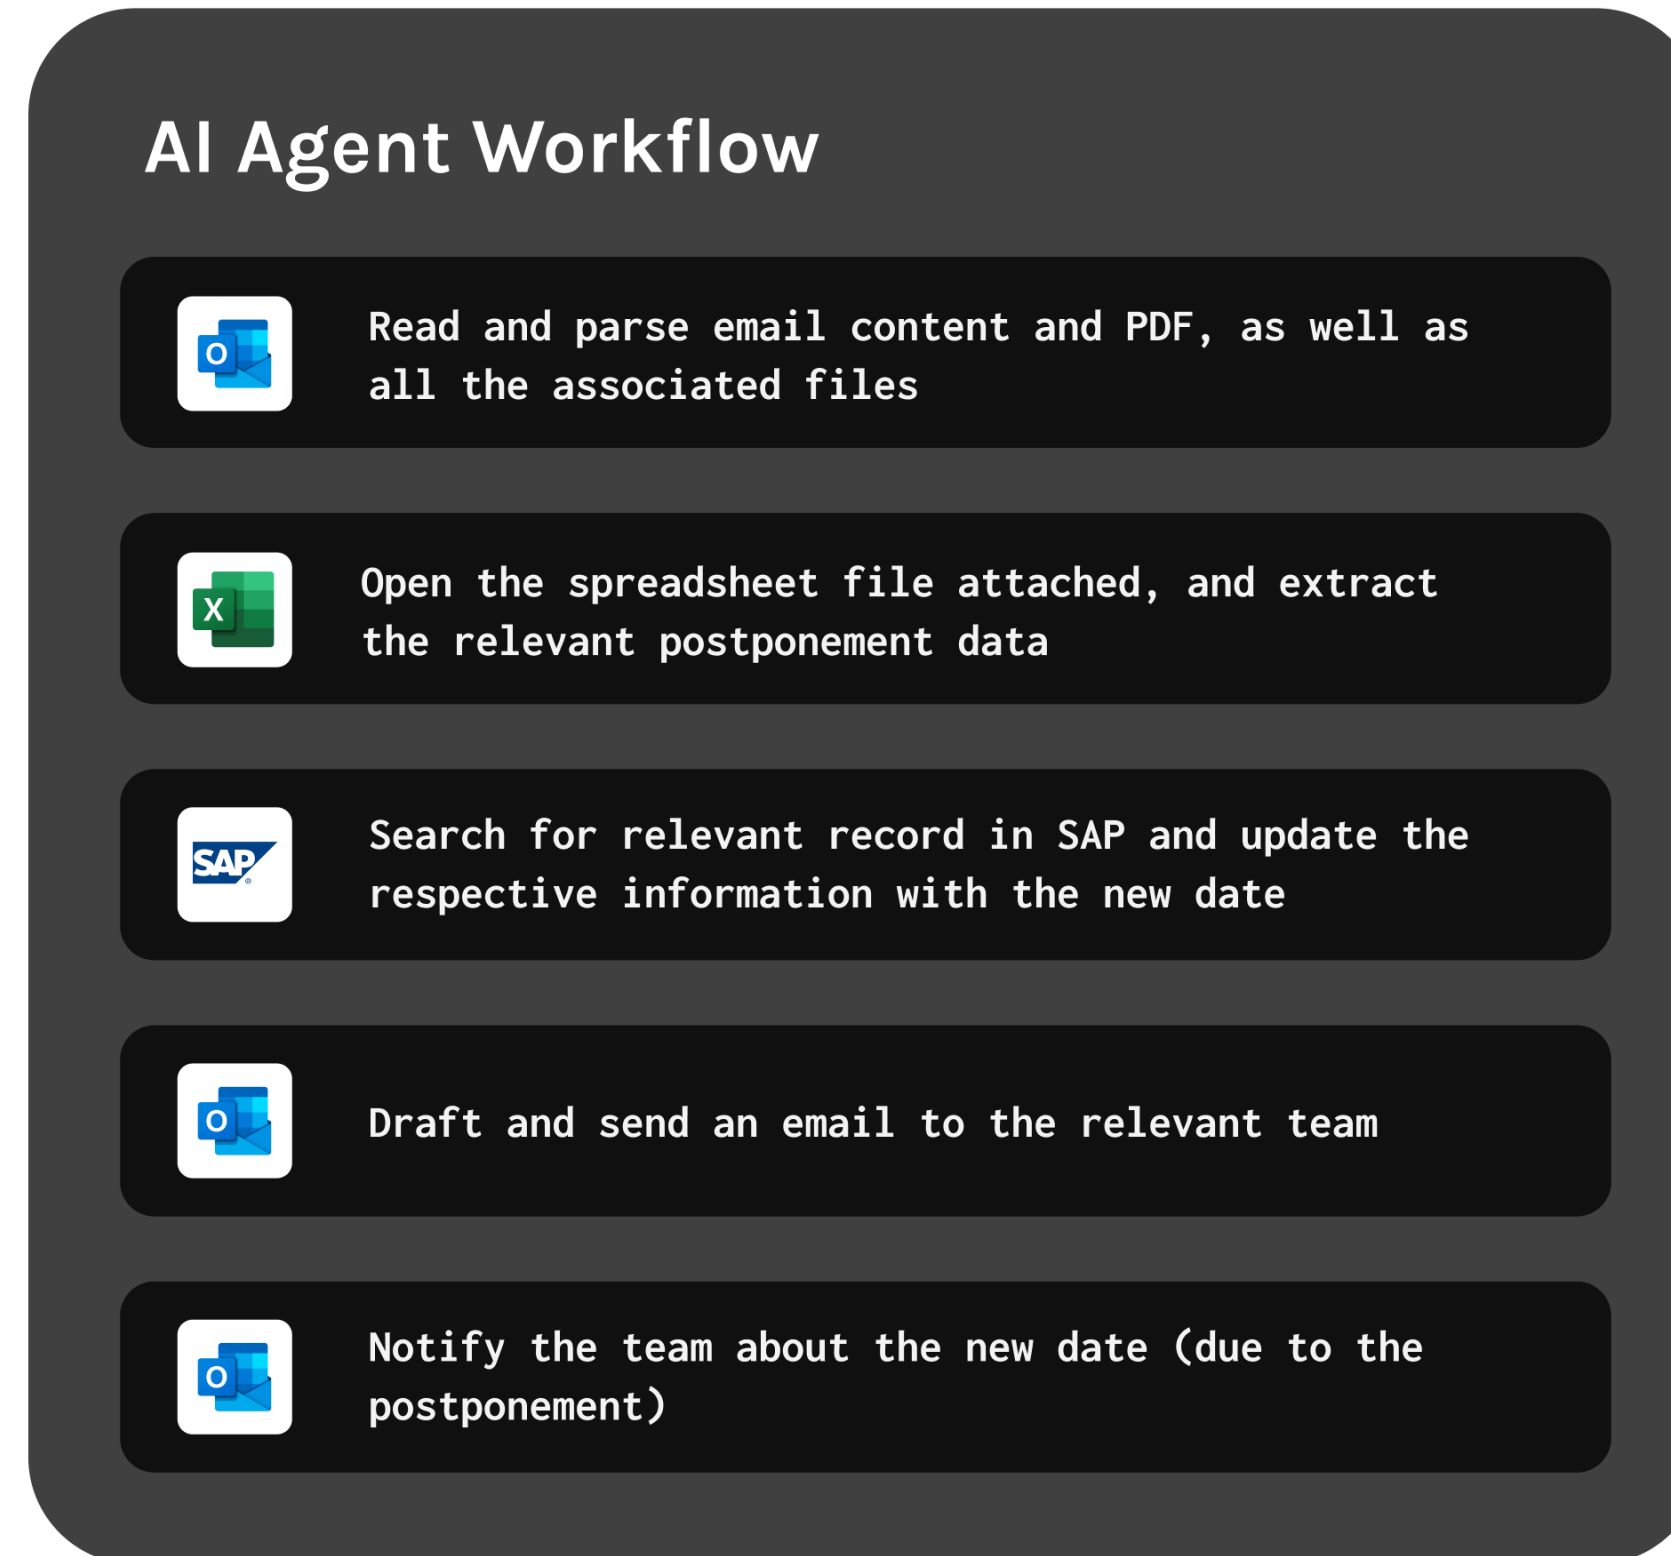 AI Agent Workflow
O
Read and parse email content and PDF, as well as
all the associated files
X
Open the spreadsheet file attached, and extract
the relevant postponement data
SAP®
Search for relevant record in SAP and update the
respective information with the new date
O
Draft and send an email to the relevant team
O
Notify the team about the new date (due to the
postponement)